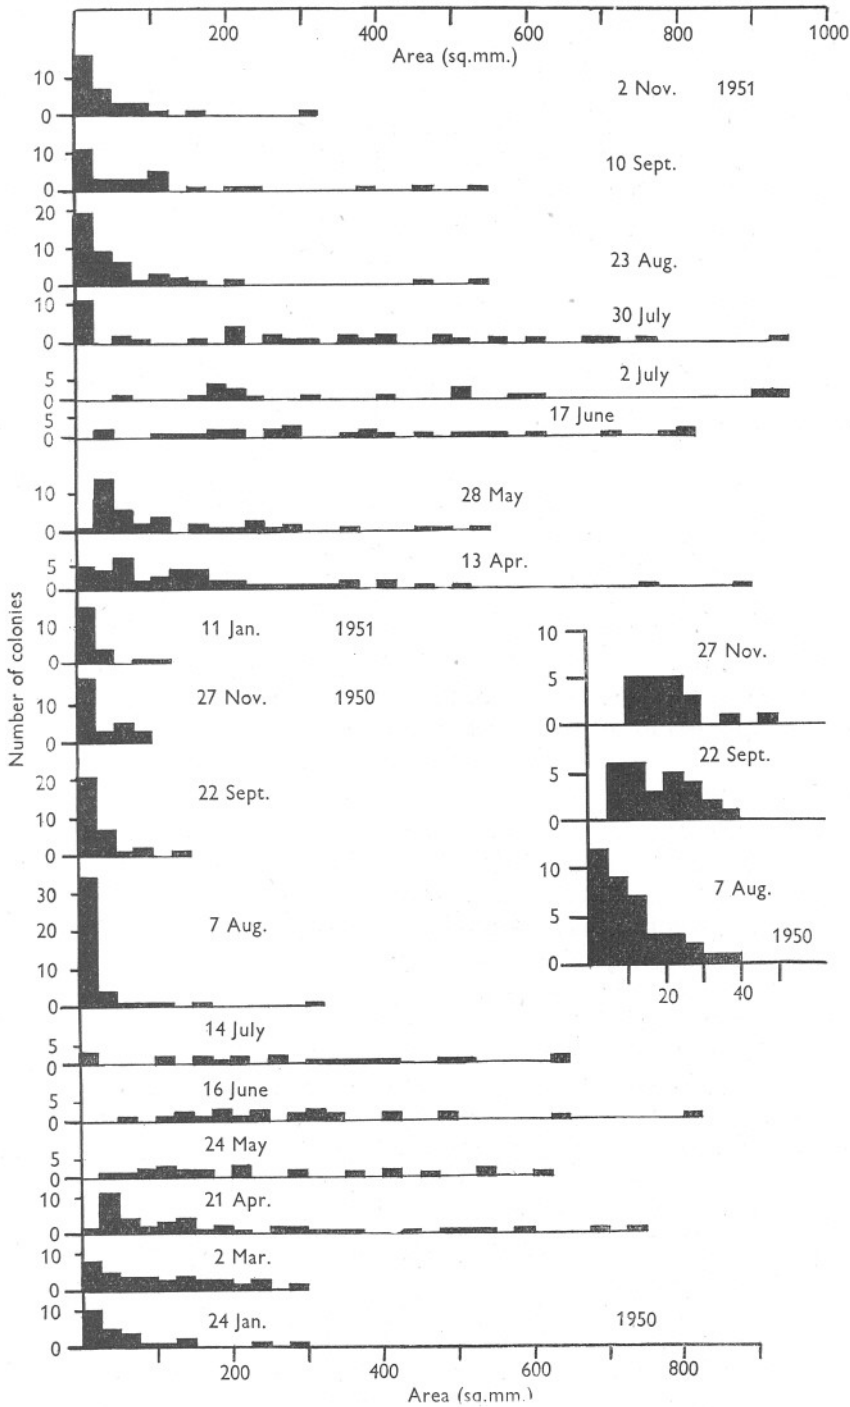 200 400 600 800 1000
Area (sq.mm.)
10
0
2 Nov. 1951
10
0
10 Sept.
20
10
0
23 Aug.
10
0
30 July
5
0
2 July
5
0
17 June
10
0
28 May
5
0
13 Apr.
10
0
11 Jan. 1951
10
0
27 Nov. 1950
20
10
0
22 Sept.
30
20
10
0
7 Aug.
5
0
14 July
5
0
16 June
5
0
24 May
10
0
21 Apr.
10
0
2 Mar.
10
0
24 Jan. 1950
200 400 600 800
Area (sq.mm.)
Number of colonies
10
5
0
27 Nov.
5
0
22 Sept.
10
5
0
7 Aug.
1950
20 40